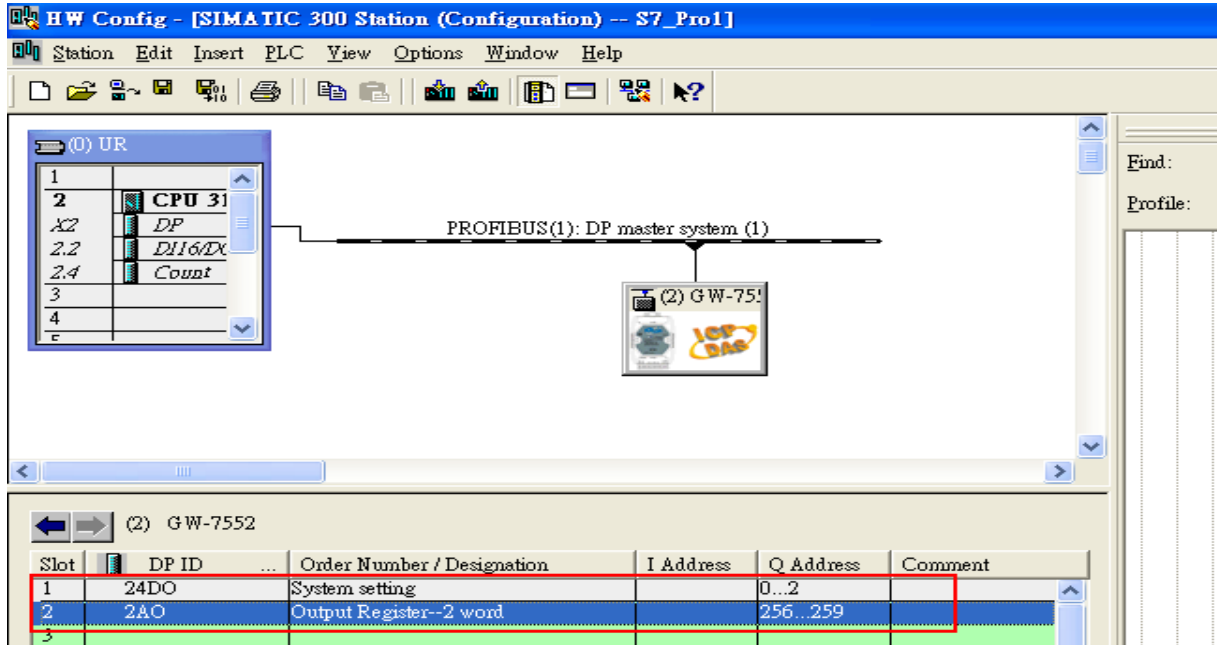 HW Config - [SIMATIC 300 Station (Configuration) -- S7_Pro1]
Station Edit Insert PLC View Options Window Help
(0) UR
1
2 CPU 31
X2 DP
2.2 DI16/DO
2.4 Count
3
4
5
PROFIBUS(1): DP master system (1)
(2) GW-755
ICP DAS
Find:
Profile:
(2) GW-7552
Slot DP ID ... Order Number / Designation I Address Q Address Comment
1 24DO System setting 0...2
2 2AO Output Register--2 word 256...259
3